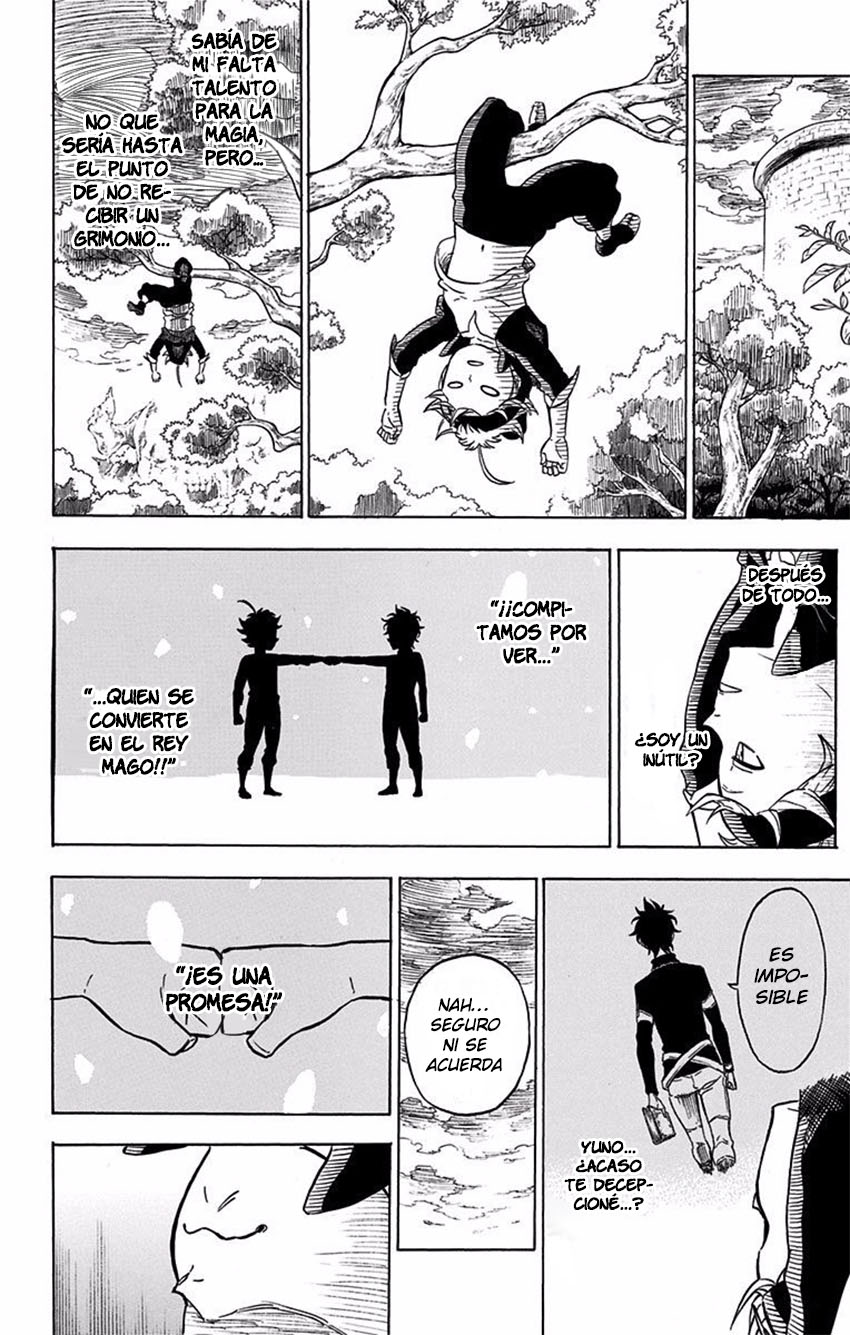 SABÍA DE
MI FALTA
TALENTO
PARA LA
MAGIA,
PERO...
NO QUE
SERÍA HASTA
EL PUNTO
DE NO RE-
CIBIR UN
GRIMONIO...
DESPUÉS
DE TODO...
¿SOY UN
INÚTIL?
"¡¡COMPI-
TAMOS POR
VER..."
"...QUIEN SE
CONVIERTE
EN EL REY
MAGO!!"
ES
IMPO-
SIBLE
YUNO...
¿ACASO
TE DECEP-
CIONÉ...?
NAH...
SEGURO
NI SE
ACUERDA
"¡ES UNA
PROMESA!"